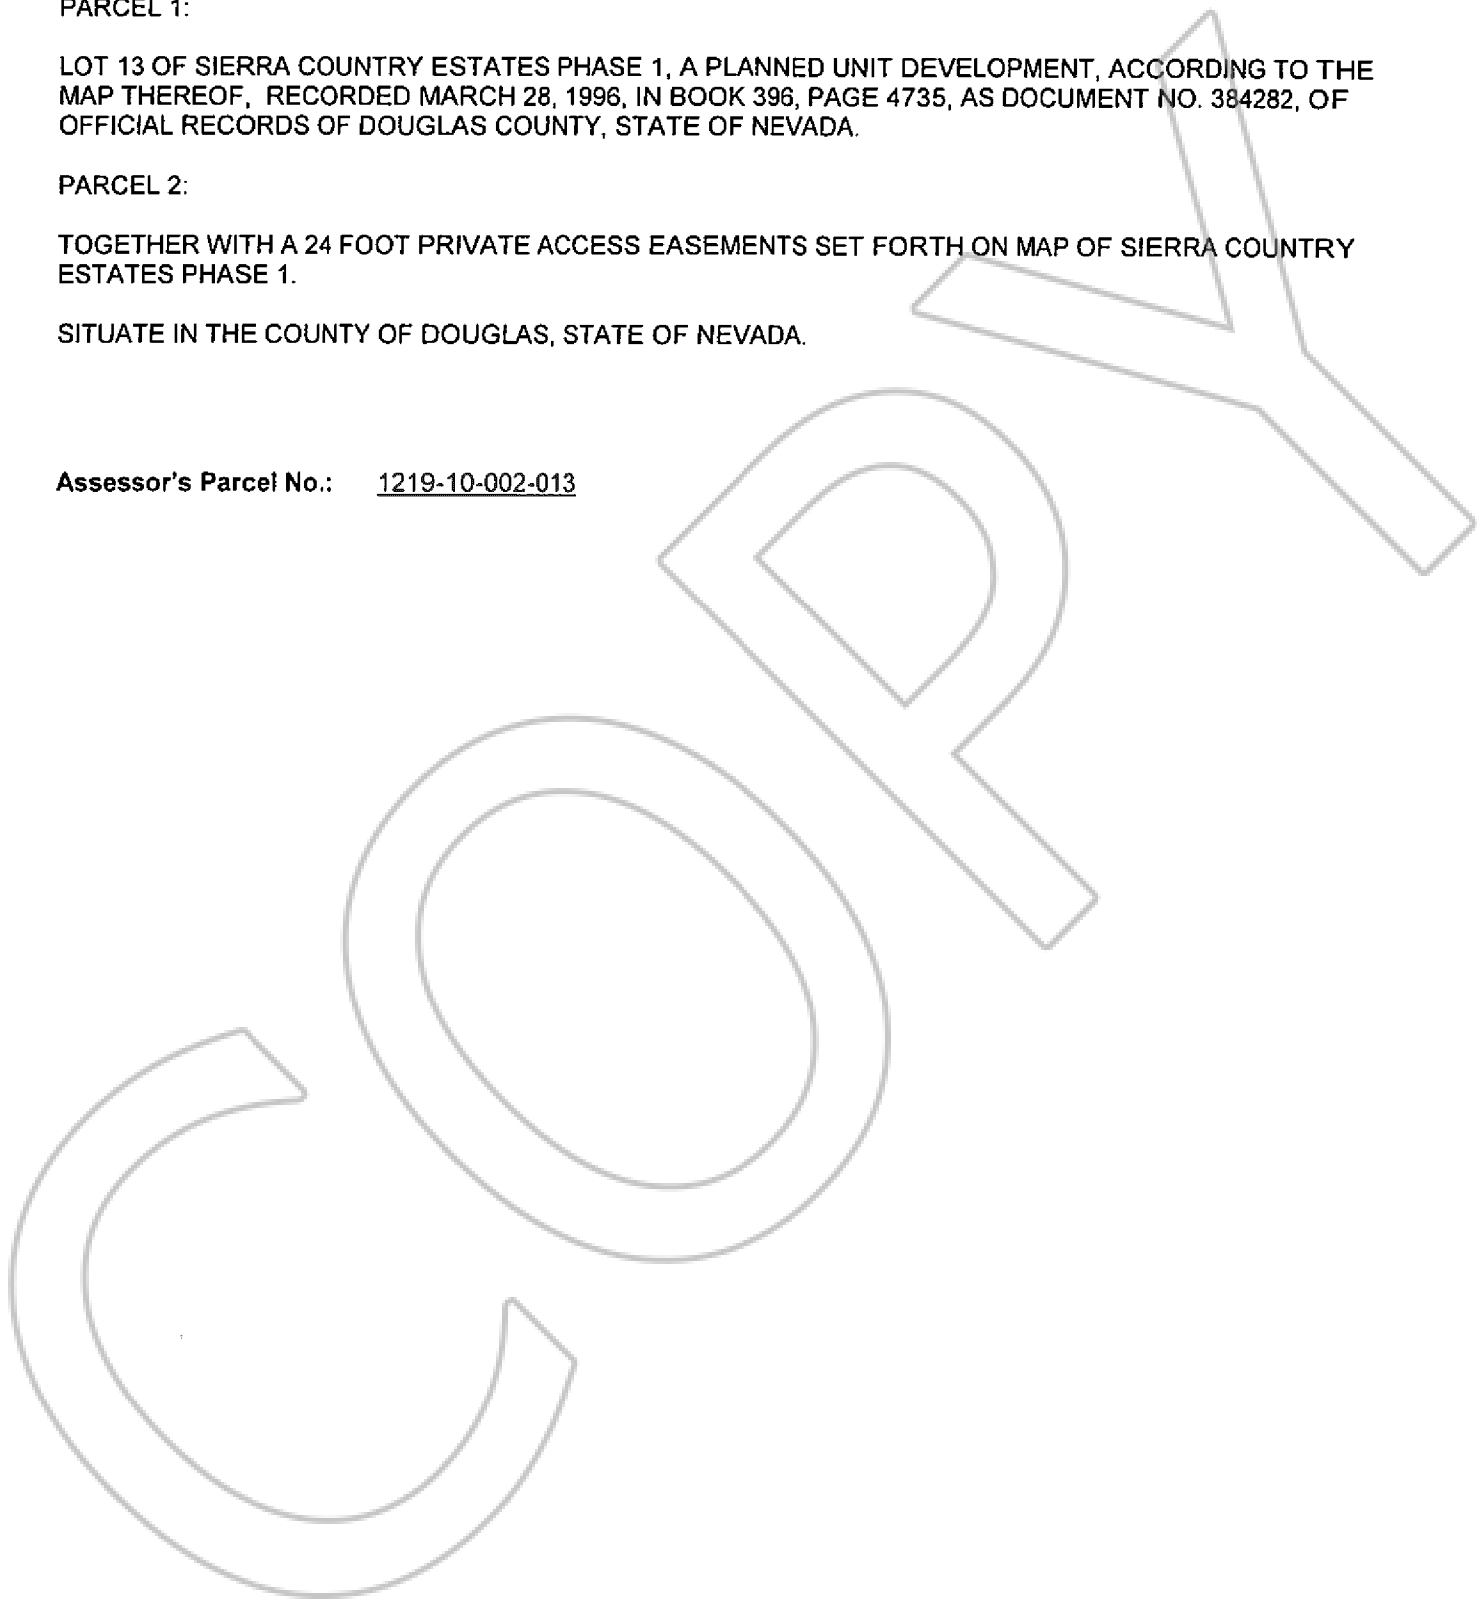 PARCEL 1:
LOT 13 OF SIERRA COUNTRY ESTATES PHASE 1, A PLANNED UNIT DEVELOPMENT, ACCORDING TO THE
MAP THEREOF, RECORDED MARCH 28, 1996, IN BOOK 396, PAGE 4735, AS DOCUMENT NO. 384282, OF
OFFICIAL RECORDS OF DOUGLAS COUNTY, STATE OF NEVADA.
PARCEL 2:
TOGETHER WITH A 24 FOOT PRIVATE ACCESS EASEMENTS SET FORTH ON MAP OF SIERRA COUNTRY
ESTATES PHASE 1.
SITUATE IN THE COUNTY OF DOUGLAS, STATE OF NEVADA.
Assessor's Parcel No.: 1219-10-002-013
COPY